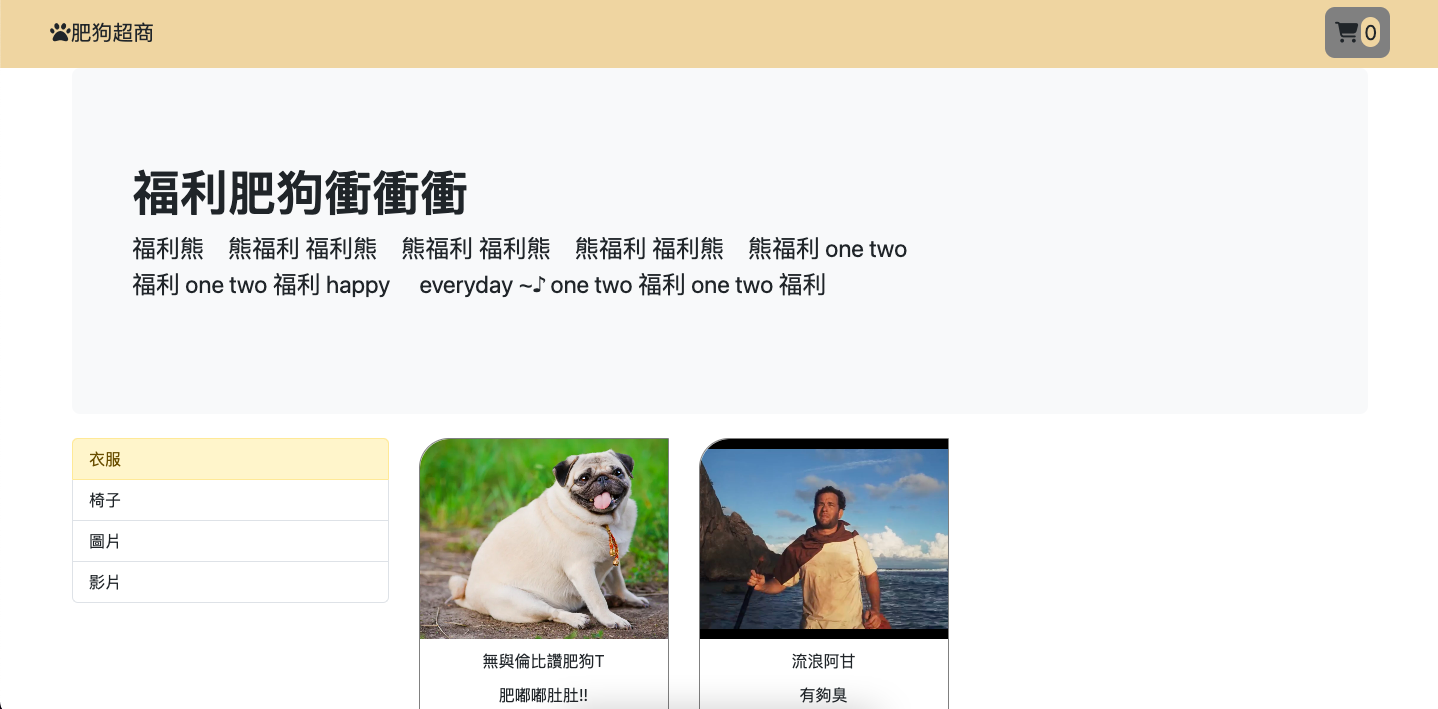 肥狗超商
0
福利肥狗衝衝衝
福利熊　熊福利 福利熊　熊福利 福利熊　熊福利 福利熊　熊福利 one two
福利 one two 福利 happy　 everyday ~♪ one two 福利 one two 福利
衣服
椅子
圖片
影片
無與倫比讚肥狗T
肥嘟嘟肚肚!!
流浪阿甘
有夠臭